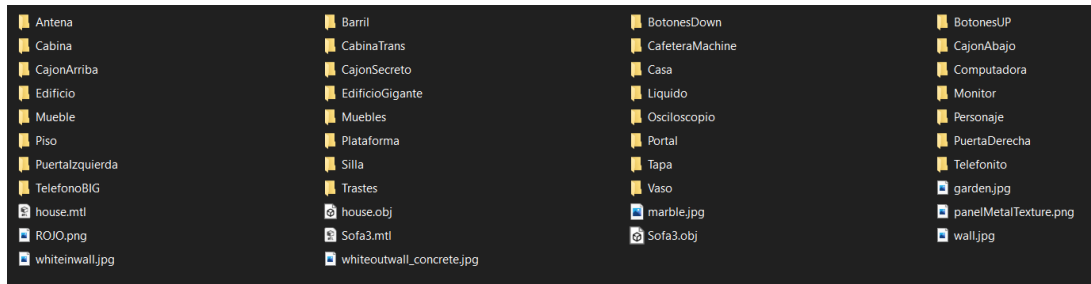 Antena Barril BotonesDown BotonesUP
Cabina CabinaTrans CafeteraMachine CajonAbajo
CajonArriba CajonSecreto Casa Computadora
Edificio EdificioGigante Liquido Monitor
Mueble Muebles Osciloscopio Personaje
Piso Plataforma Portal PuertaDerecha
PuertaIzquierda Silla Tapa Telefonito
TelefonoBIG Trastes Vaso garden.jpg
house.mtl house.obj marble.jpg panelMetalTexture.png
ROJO.png Sofa3.mtl Sofa3.obj wall.jpg
whiteinwall.jpg whiteoutwall_concrete.jpg